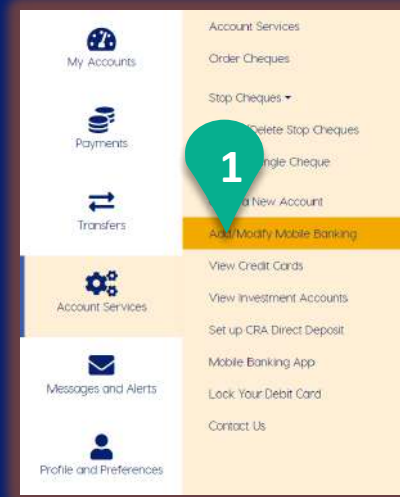 My Accounts
Payments
Transfers
Account Services
Messages and Alerts
Profile and Preferences
Account Services
Order Cheques
Stop Cheques
Delete Stop Cheques
Cheque
1
New Account
Add/Modify Mobile Banking
View Credit Cards
View Investment Accounts
Set up CRA Direct Deposit
Mobile Banking App
Lock Your Debit Card
Contact Us